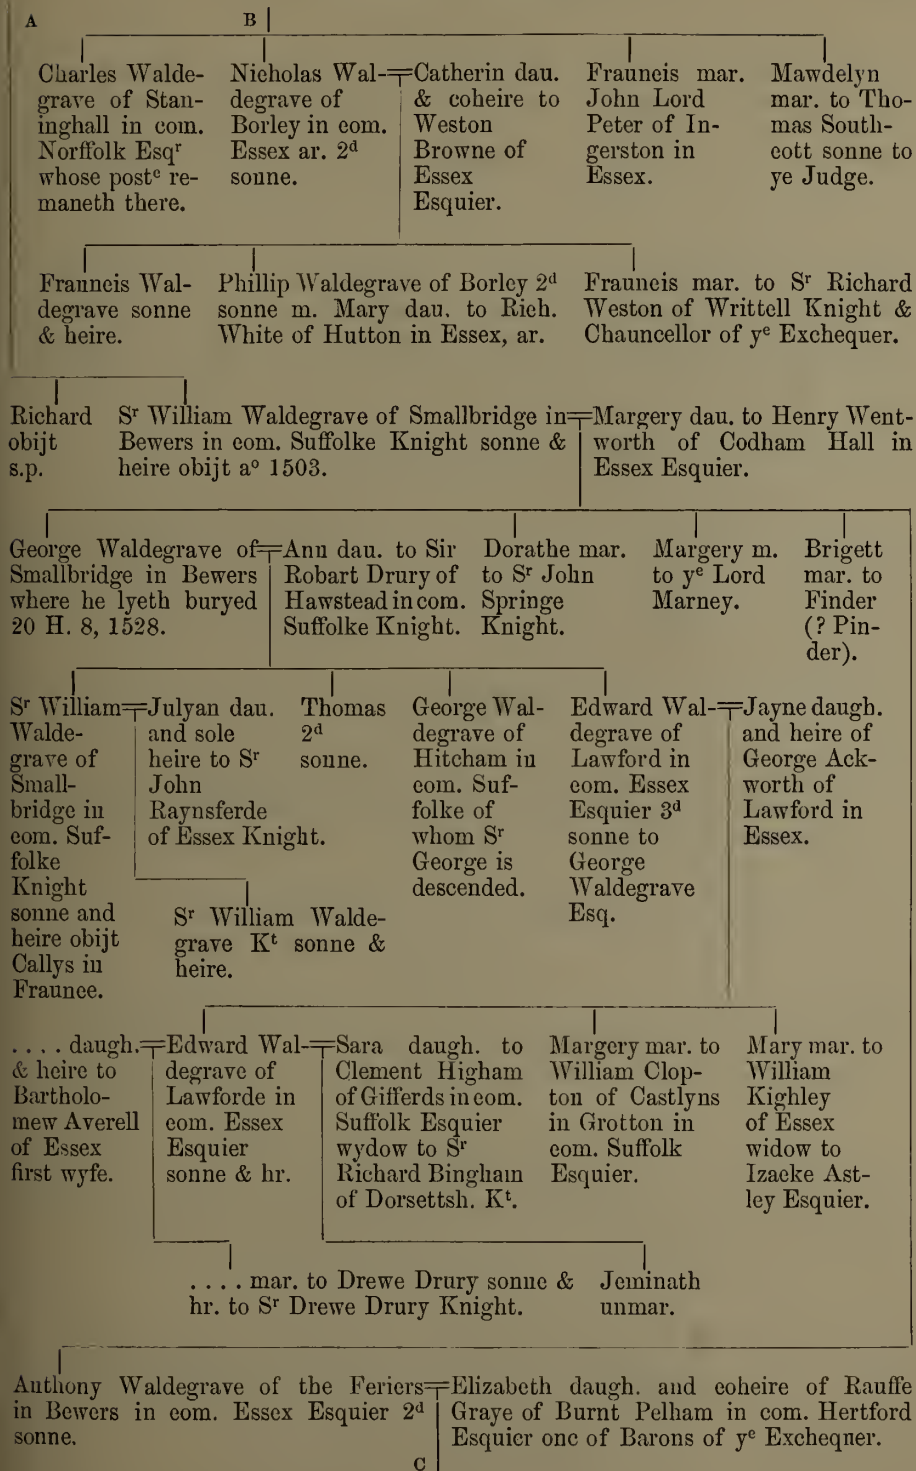 A B
Charles Walde-
grave of Stan-
inghall in com.
Norffolk Esqr
whose poste re-
maneth there.
Nicholas Wal-
degrave of
Borley in com.
Essex ar. 2d
sonne.
Catherin dau.
& coheire to
Weston
Browne of
Essex
Esquier.
Frauncis mar.
John Lord
Peter of In-
gerston in
Essex.
Mawdelyn
mar. to Tho-
mas South-
cott sonne to
ye Judge.
Frauncis Wal-
degrave sonne
& heire.
Phillip Waldegrave of Borley 2d
sonne m. Mary dau. to Rich.
White of Hutton in Essex, ar.
Frauncis mar. to Sr Richard
Weston of Writtell Knight &
Chauncellor of ye Exchequer.
Richard
obijt
s.p.
Sr William Waldegrave of Smallbridge in
Bewers in com. Suffolke Knight sonne &
heire obijt ao 1503.
Margery dau. to Henry Went-
worth of Codham Hall in
Essex Esquier.
George Waldegrave of
Smallbridge in Bewers
where he lyeth buryed
20 H. 8, 1528.
Ann dau. to Sir
Robart Drury of
Hawstead in com.
Suffolke Knight.
Dorathe mar.
to Sr John
Springe
Knight.
Margery m.
to ye Lord
Marney.
Brigett
mar. to
Finder
(? Pin-
der).
Sr William
Walde-
grave of
Small-
bridge in
com. Suf-
folke
Knight
sonne and
heire obijt
Callys in
Fraunce.
Julyan dau.
and sole
heire to Sr
John
Raynsferde
of Essex Knight.
Thomas
2d
sonne.
George Wal-
degrave of
Hitcham in
com. Suf-
folke of
whom Sr
George is
descended.
Edward Wal-
degrave of
Lawford in
com. Essex
Esquier 3d
sonne to
George
Waldegrave
Esq.
Jayne daugh.
and heire of
George Ack-
worth of
Lawford in
Essex.
Sr William Walde-
grave Kt sonne &
heire.
. . . . daugh.
& heire to
Bartholo-
mew Averell
of Essex
first wyfe.
Edward Wal-
degrave of
Lawforde in
com. Essex
Esquier
sonne & hr.
Sara daugh. to
Clement Higham
of Gifferds in com.
Suffolk Esquier
wydow to Sr
Richard Bingham
of Dorsettsh. Kt.
Margery mar. to
William Clop-
ton of Castlyns
in Grotton in
com. Suffolk
Esquier.
Mary mar. to
William
Kighley
of Essex
widow to
Izacke Ast-
ley Esquier.
. . . . mar. to Drewe Drury sonne &
hr. to Sr Drewe Drury Knight.
Jeminath
unmar.
Anthony Waldegrave of the Feriers
in Bewers in com. Essex Esquier 2d
sonne.
Elizabeth daugh. and coheire of Rauffe
Graye of Burnt Pelham in com. Hertford
Esquier one of Barons of ye Exchequer.
C